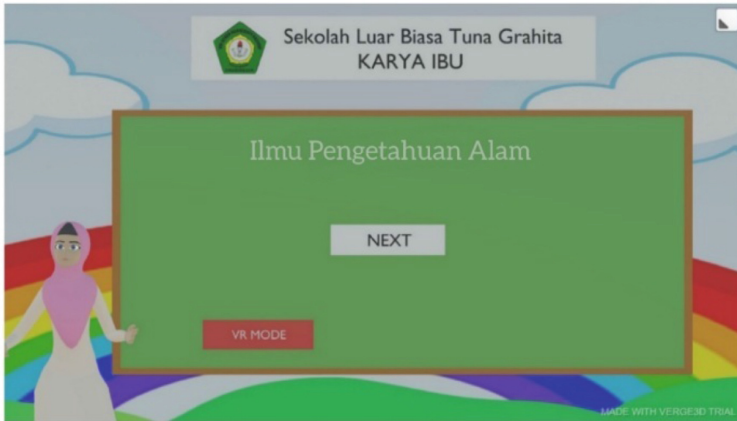 Sekolah Luar Biasa Tuna Grahita
KARYA IBU
Ilmu Pengetahuan Alam
NEXT
VR MODE
MADE WITH VERGE3D TRIAL